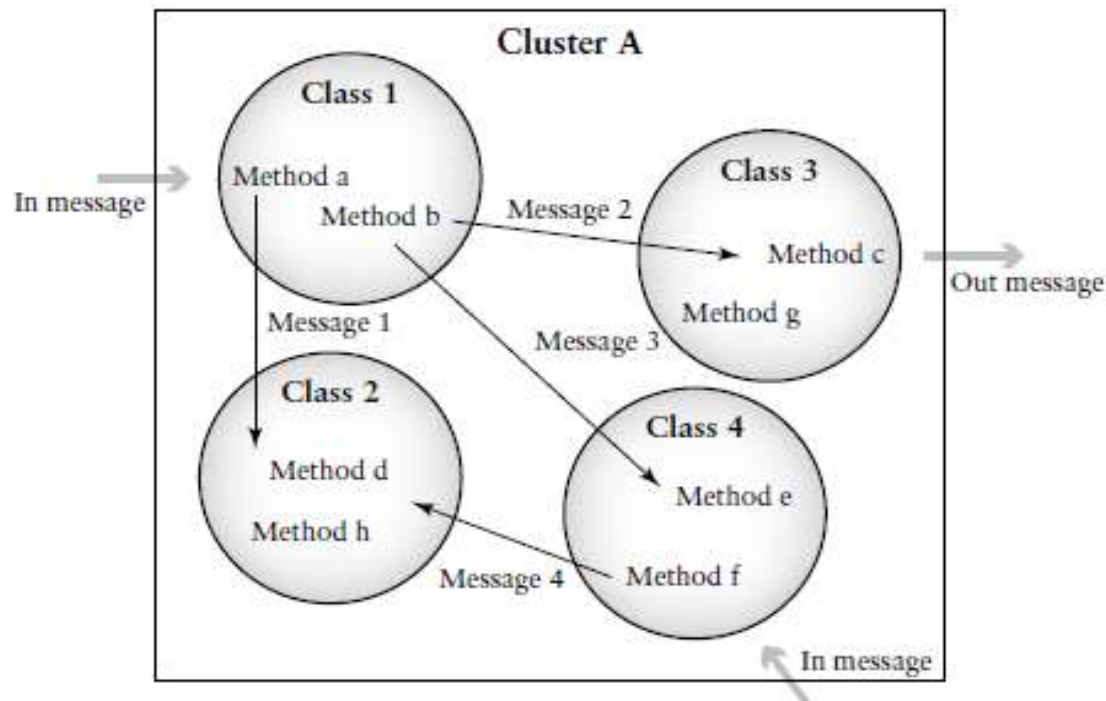 Cluster A
Class 1
Method a
Method b
In message
Message 1
Message 2
Message 3
Class 3
Method c
Method g
Out message
Class 2
Method d
Method h
Class 4
Method e
Method f
Message 4
In message